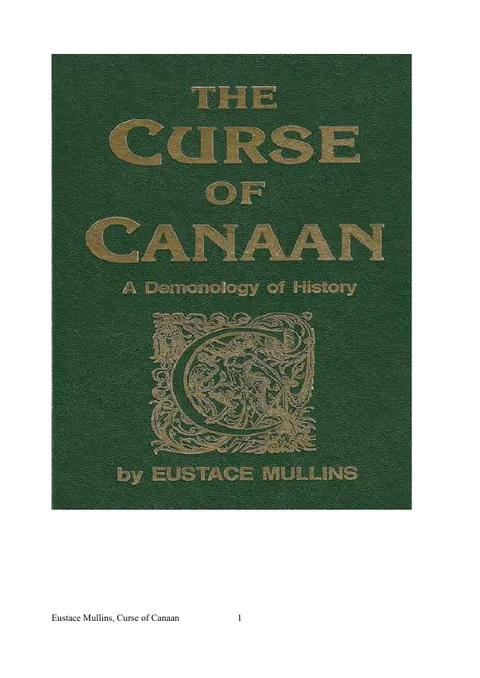 THE
CURSE
OF
CANAAN
A Demonology of History
C
by EUSTACE MULLINS
Eustace Mullins, Curse of Canaan 1